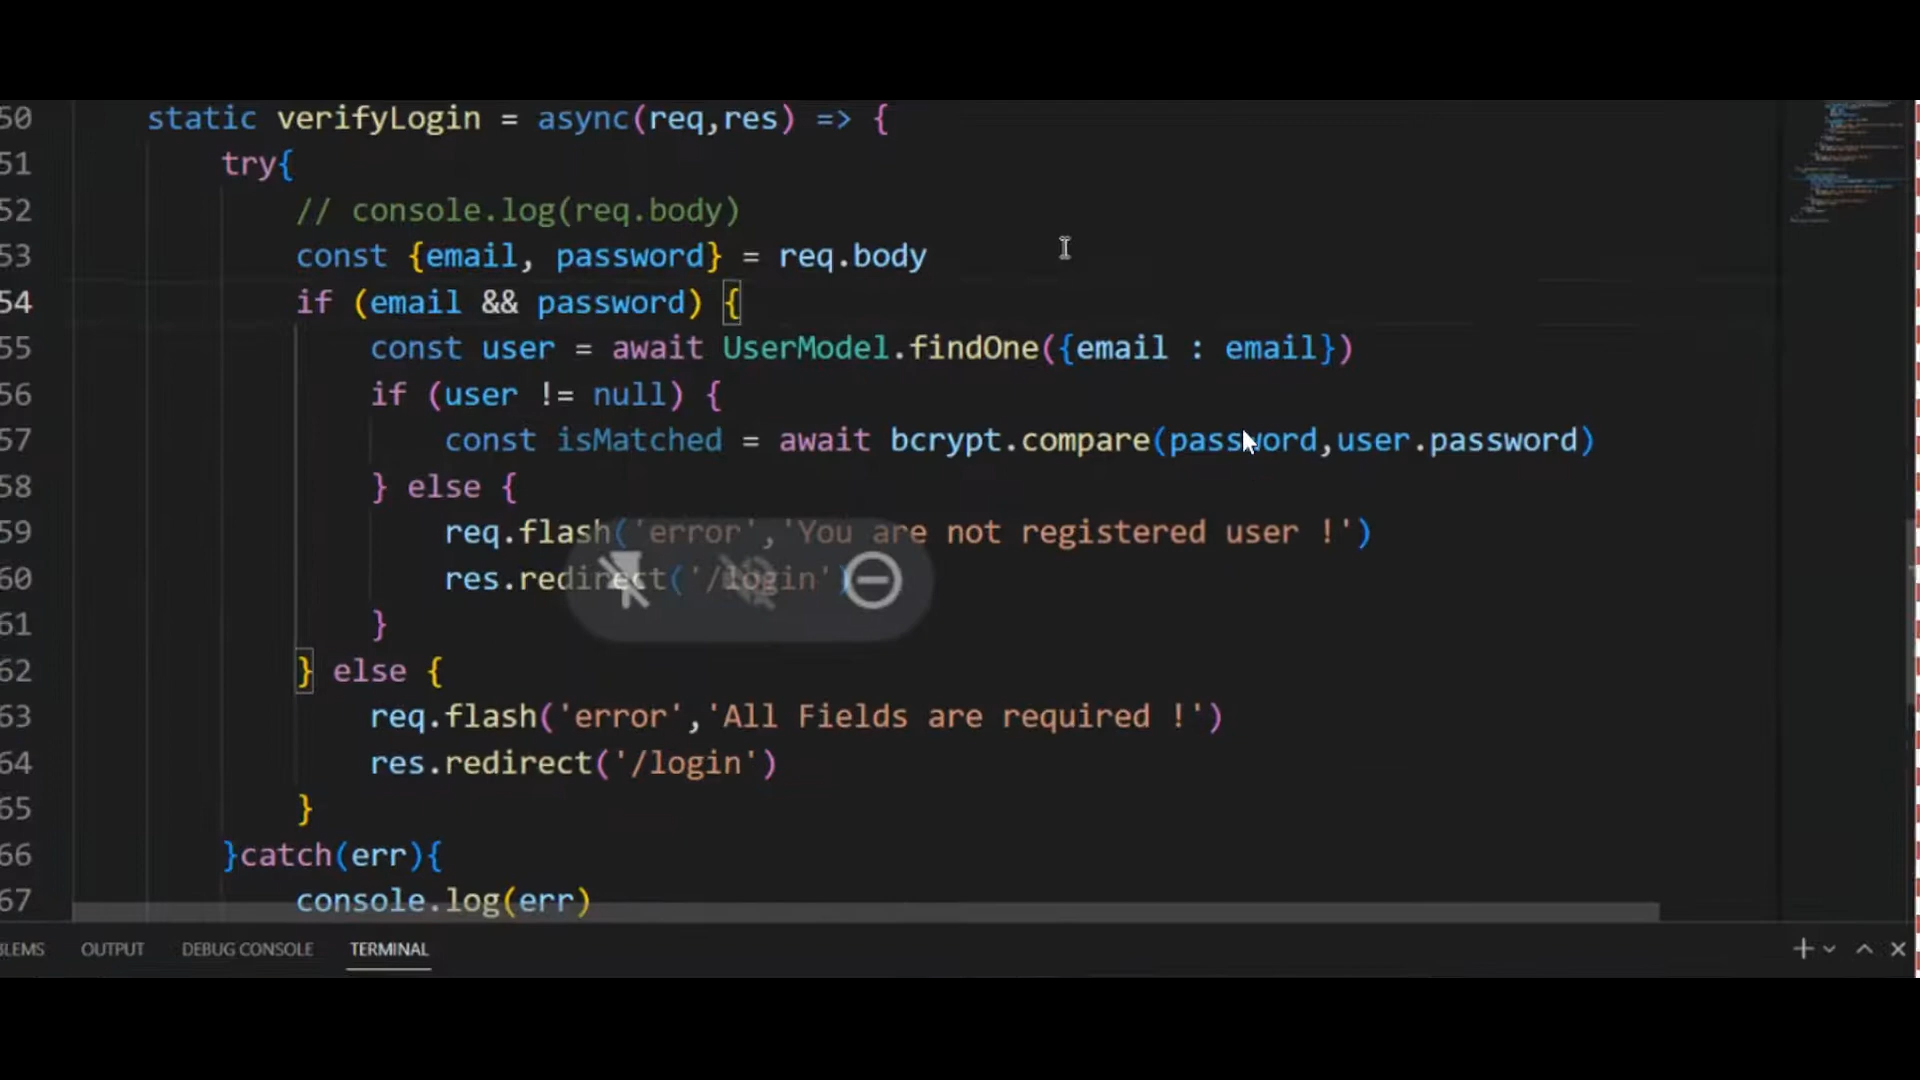 50 static verifyLogin = async(req,res) => {
51 try{
52 // console.log(req.body)
53 const {email, password} = req.body
54 if (email && password) {
55 const user = await UserModel.findOne({email : email})
56 if (user != null) {
57 const isMatched = await bcrypt.compare(password,user.password)
58 } else {
59 req.flash('error','You are not registered user !')
60 res.redirect('/login')
61 }
62 } else {
63 req.flash('error','All Fields are required !')
64 res.redirect('/login')
65 }
66 }catch(err){
67 console.log(err)
BLEMS OUTPUT DEBUG CONSOLE TERMINAL